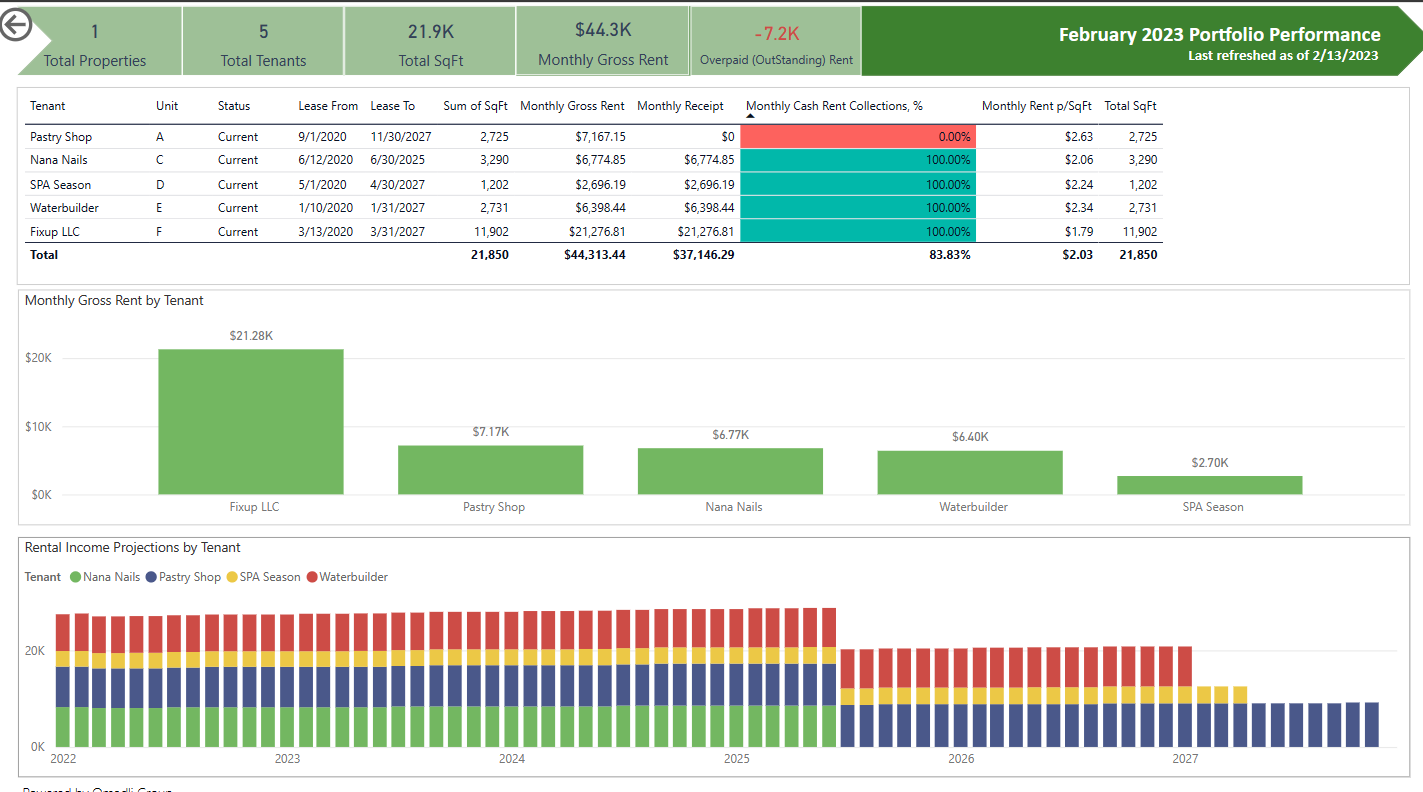 1 5 21.9K $44.3K -7.2K February 2023 Portfolio Performance
Total Properties Total Tenants Total SqFt Monthly Gross Rent Overpaid (OutStanding) Rent Last refreshed as of 2/13/2023
Tenant Unit Status Lease From Lease To Sum of SqFt Monthly Gross Rent Monthly Receipt Monthly Cash Rent Collections, % Monthly Rent p/SqFt Total SqFt
Pastry Shop A Current 9/1/2020 11/30/2027 2,725 $7,167.15 $0 0.00% $2.63 2,725
Nana Nails C Current 6/12/2020 6/30/2025 3,290 $6,774.85 $6,774.85 100.00% $2.06 3,290
SPA Season D Current 5/1/2020 4/30/2027 1,202 $2,696.19 $2,696.19 100.00% $2.24 1,202
Waterbuilder E Current 1/10/2020 1/31/2027 2,731 $6,398.44 $6,398.44 100.00% $2.34 2,731
Fixup LLC F Current 3/13/2020 3/31/2027 11,902 $21,276.81 $21,276.81 100.00% $1.79 11,902
Total 21,850 $44,313.44 $37,146.29 83.83% $2.03 21,850
Monthly Gross Rent by Tenant
$21.28K
$20K
$10K
$7.17K $6.77K $6.40K $2.70K
$0K
Fixup LLC Pastry Shop Nana Nails Waterbuilder SPA Season
Rental Income Projections by Tenant
Tenant Nana Nails Pastry Shop SPA Season Waterbuilder
20K
0K
2022 2023 2024 2025 2026 2027
Powered by